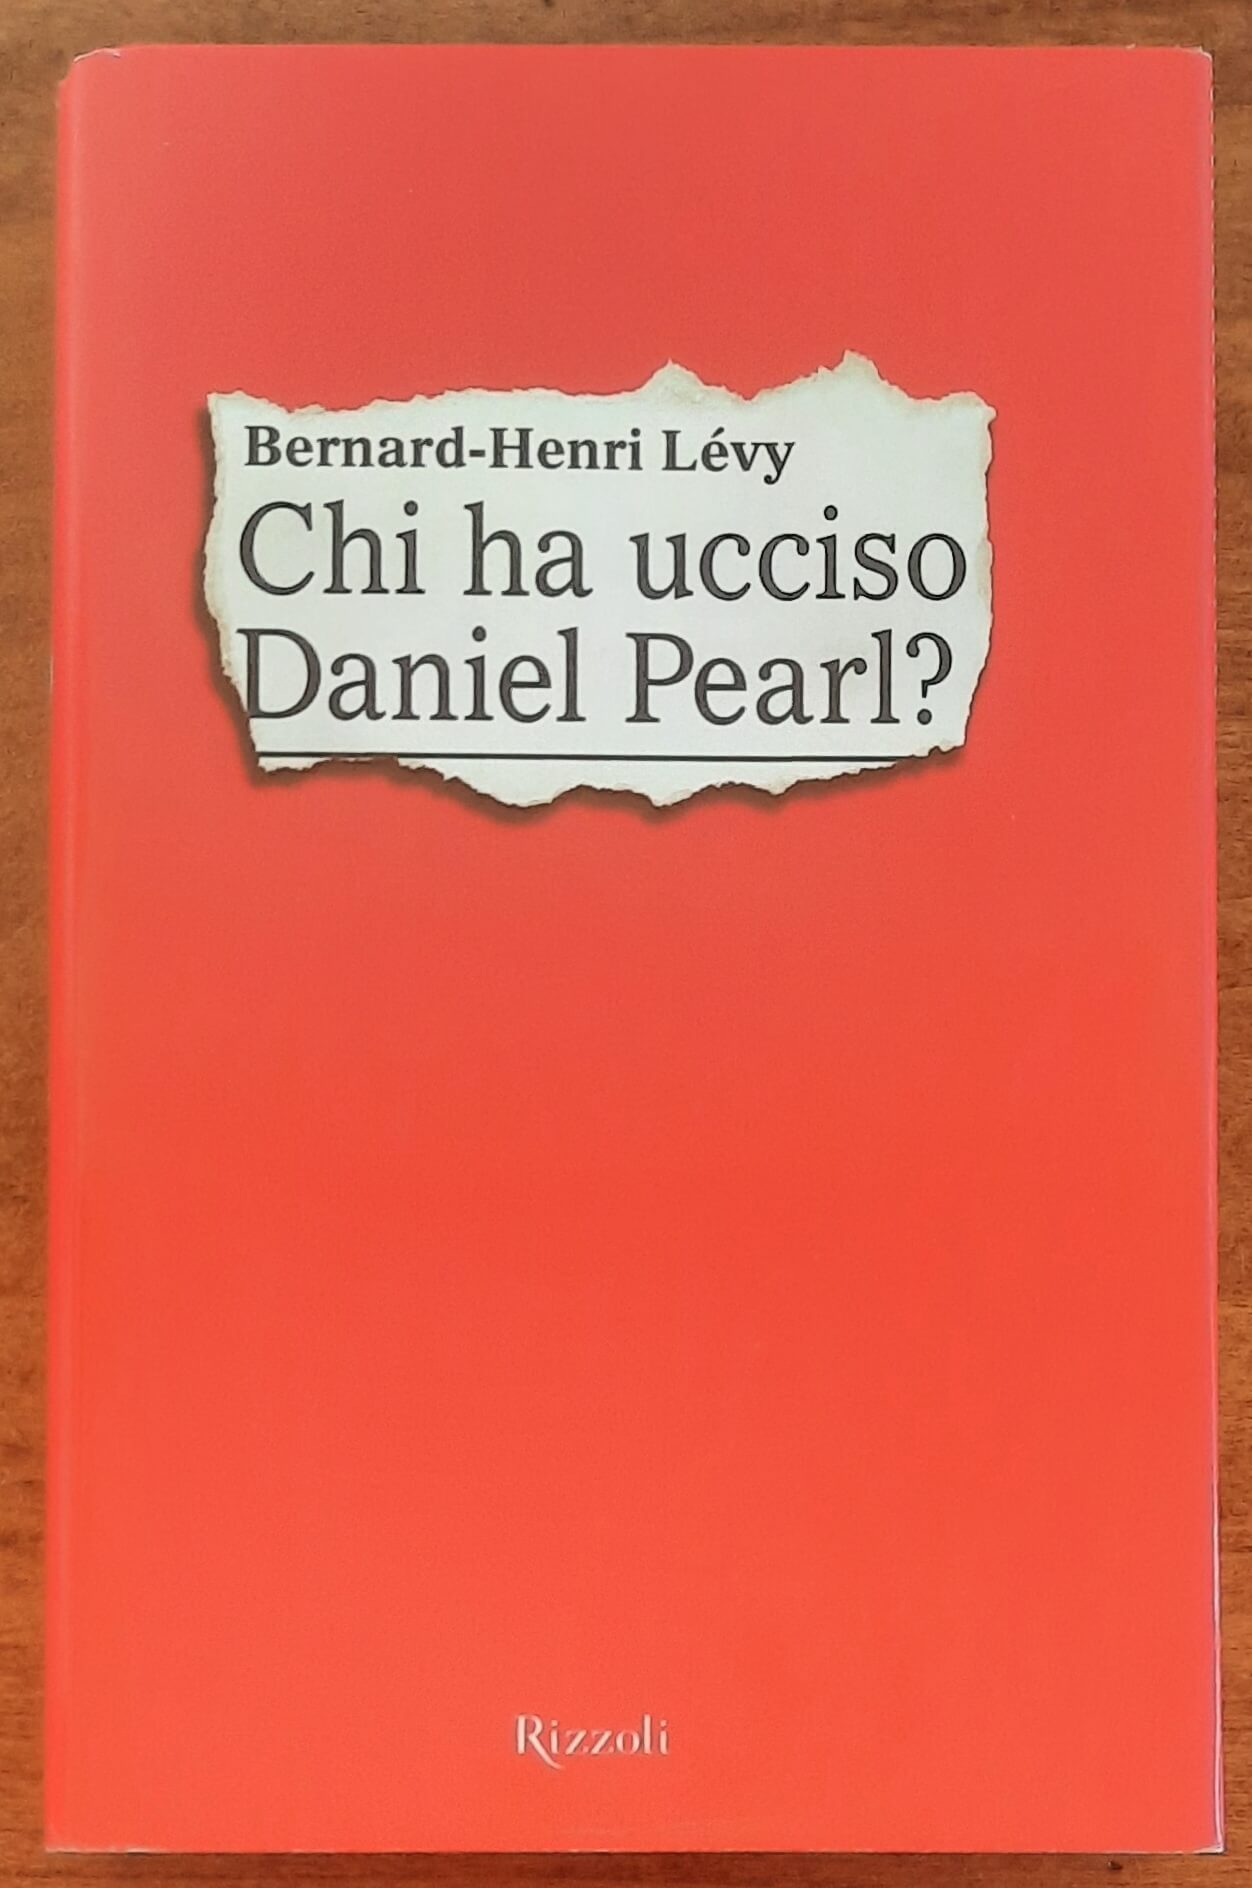 Bernard-Henri Lévy
Chi ha ucciso
Daniel Pearl?
Rizzoli